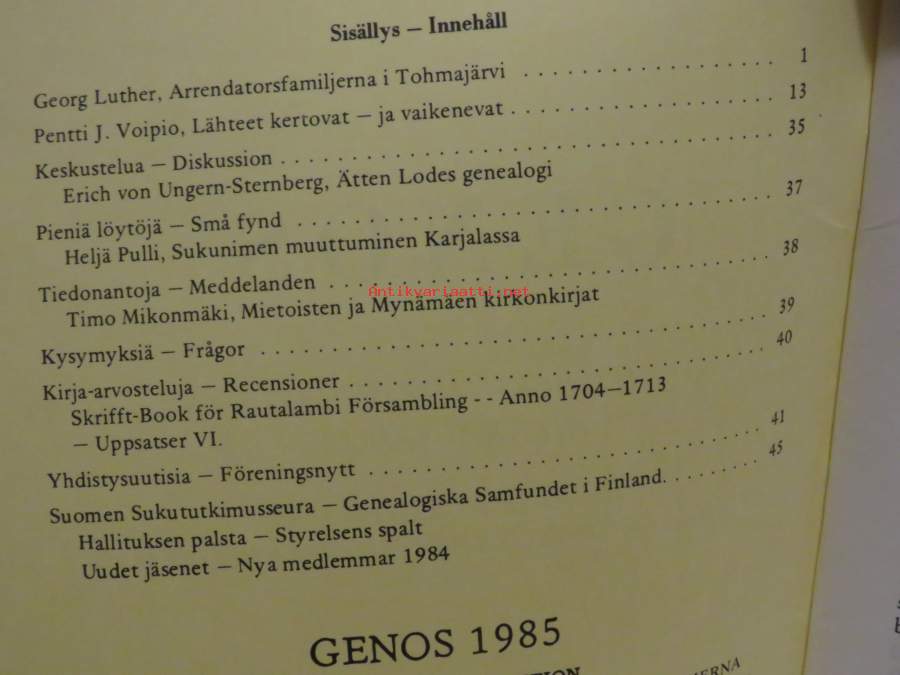 Sisällys – Innehåll
Georg Luther, Arrendatorsfamiljerna i Tohmajärvi . . . . . . . . . . . . . . . . . 1
Pentti J. Voipio, Lähteet kertovat – ja vaikenevat . . . . . . . . . . . . . . . . . 13
Keskustelua – Diskussion . . . . . . . . . . . . . . . . . . . . . . . . . . . . . . . 35
Erich von Ungern-Sternberg, Ätten Lodes genealogi
Pieniä löytöjä – Små fynd . . . . . . . . . . . . . . . . . . . . . . . . . . . . . . 37
Heljä Pulli, Sukunimen muuttuminen Karjalassa
Tiedonantoja – Meddelanden . . . . . . . . . . . . . . . . . . . . . . . . . . . . 38
Antikvariaatti.net
Timo Mikonmäki, Mietoisten ja Mynämäen kirkonkirjat
Kysymyksiä – Frågor . . . . . . . . . . . . . . . . . . . . . . . . . . . . . . . . 39
Kirja-arvosteluja – Recensioner . . . . . . . . . . . . . . . . . . . . . . . . . . 40
Skrifft-Book för Rautalambi Försambling - - Anno 1704–1713
– Uppsatser VI.
Yhdistysuutisia – Föreningsnytt . . . . . . . . . . . . . . . . . . . . . . . . . . 41
Suomen Sukututkimusseura – Genealogiska Samfundet i Finland. . . . . . . . 45
Hallituksen palsta – Styrelsens spalt
Uudet jäsenet – Nya medlemmar 1984
GENOS 1985